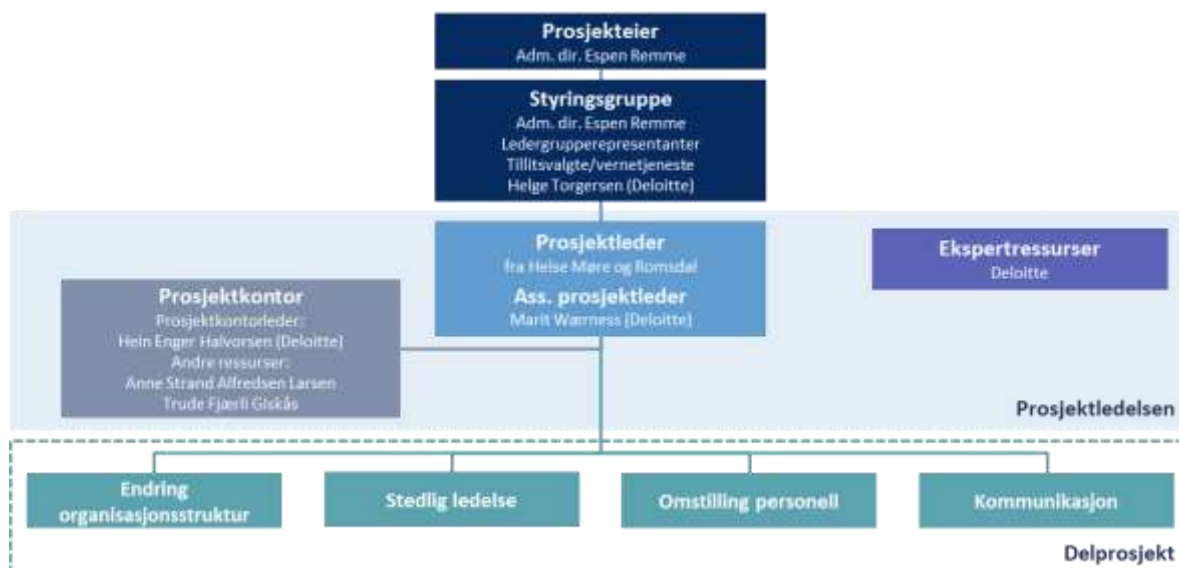 Prosjekteier
Adm. dir. Espen Remme
Styringsgruppe
Adm. dir. Espen Remme
Ledergrupperepresentanter
Tillitsvalgte/vernetjeneste
Helge Torgersen (Deloitte)
Prosjektleder
fra Helse Møre og Romsdal
Ass. prosjektleder
Marit Wærness (Deloitte)
Ekspertressurser
Deloitte
Prosjektkontor
Prosjektkontorleder:
Hein Enger Halvorsen (Deloitte)
Andre ressurser:
Anne Strand Alfredsen Larsen
Trude Fjærli Giskås
Prosjektledelsen
Endring
organisasjonsstruktur
Stedlig ledelse
Omstilling personell
Kommunikasjon
Delprosjekt